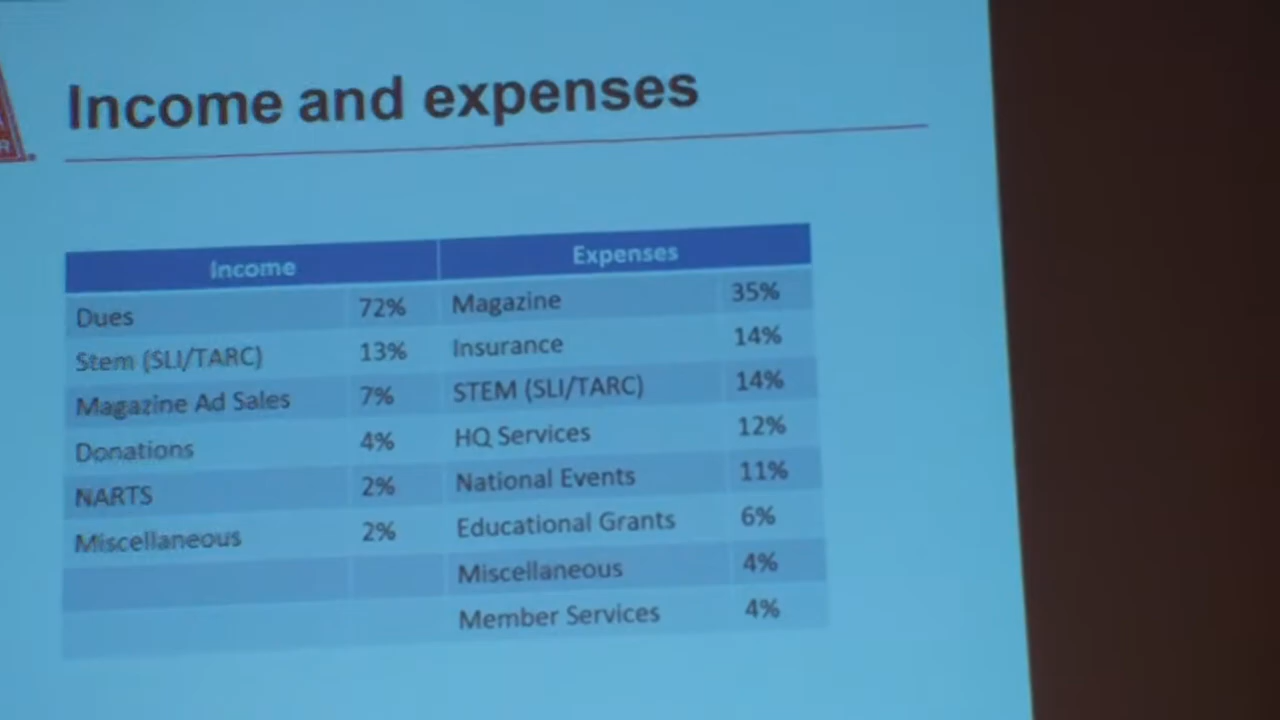 Income and expenses
Income Expenses
Dues 72% Magazine 35%
Stem (SLI/TARC) 13% Insurance 14%
Magazine Ad Sales 7% STEM (SLI/TARC) 14%
Donations 4% HQ Services 12%
NARTS 2% National Events 11%
Miscellaneous 2% Educational Grants 6%
Miscellaneous 4%
Member Services 4%